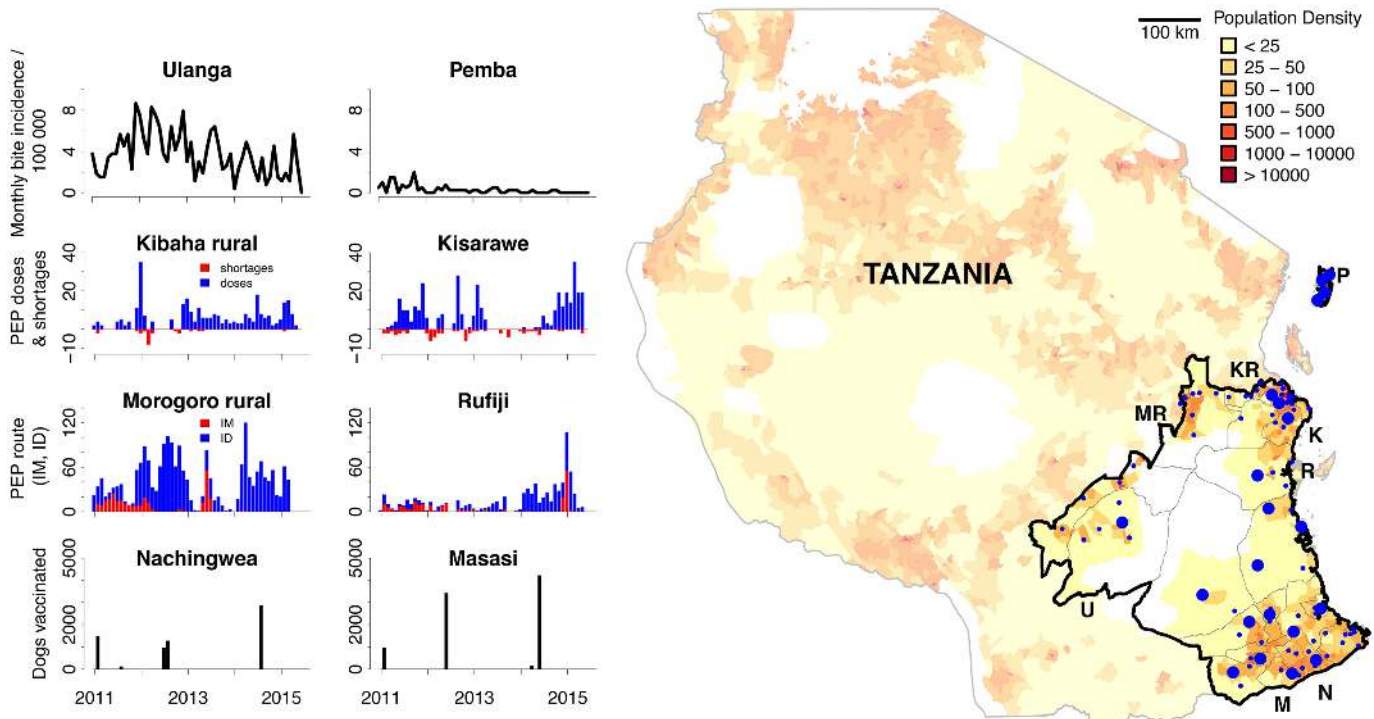 Ulanga
Pemba
Monthly bite incidence /
100 000
8
4
0
8
4
0
Kibaha rural
Kisarawe
PEP doses
& shortages
40
20
0
−10
shortages
doses
40
20
0
−10
Morogoro rural
Rufiji
PEP route
(IM, ID)
120
60
0
IM
ID
120
60
0
Nachingwea
Masasi
Dogs vaccinated
5000
2000
0
5000
2000
0
2011 2013 2015
2011 2013 2015
100 km
Population Density
< 25
25 − 50
50 − 100
100 − 500
500 − 1000
1000 − 10000
> 10000
TANZANIA
P
KR
MR
K
R
U
N
M